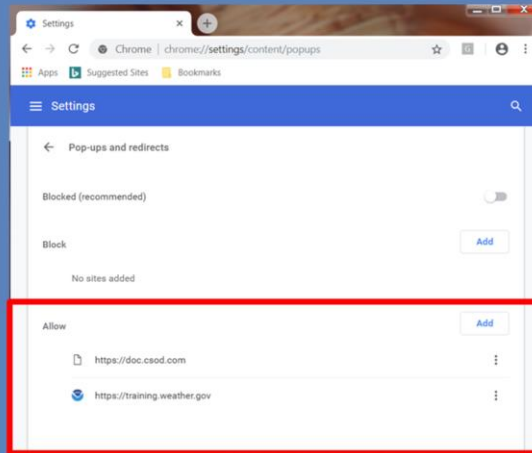 Settings
Chrome | chrome://settings/content/popups
Apps Suggested Sites Bookmarks
Settings
Pop-ups and redirects
Blocked (recommended)
Block Add
No sites added
Allow Add
https://doc.csod.com
https://training.weather.gov